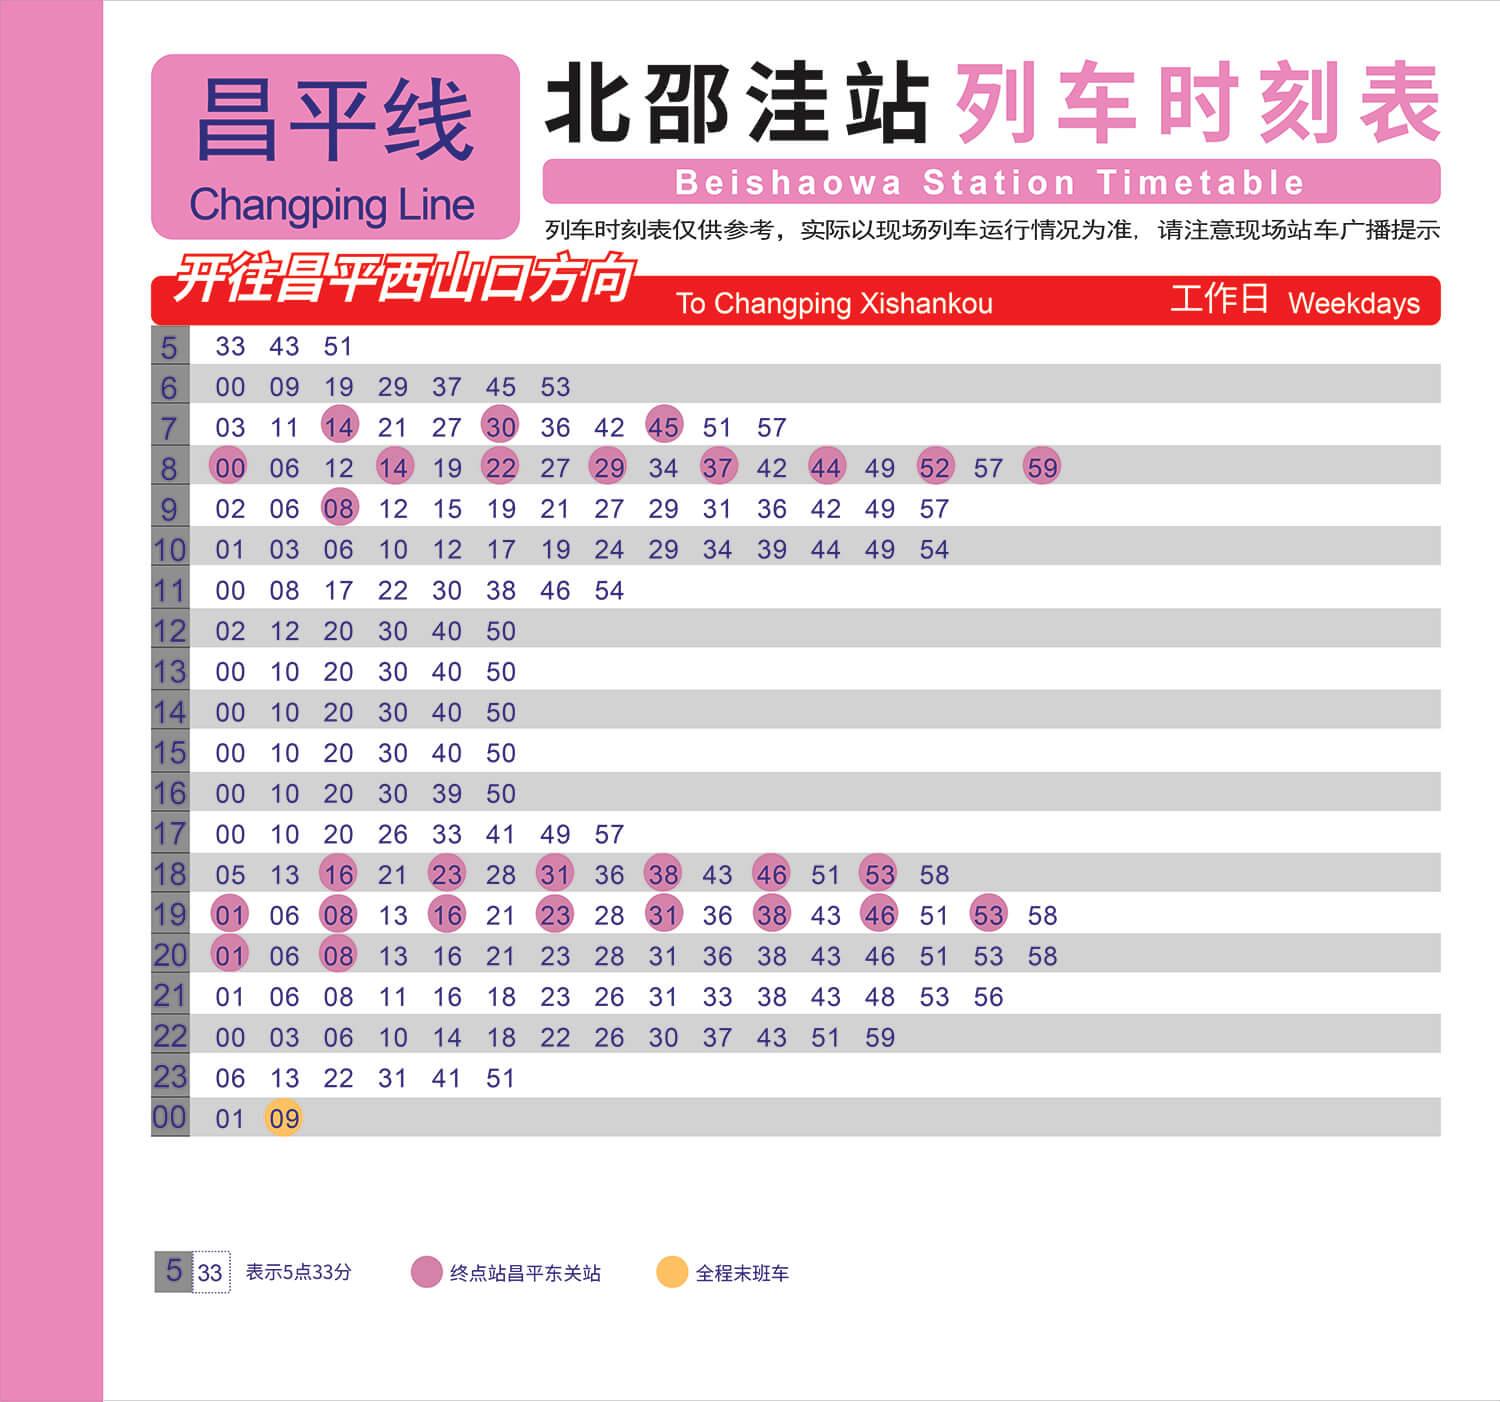 昌平线
Changping Line
北邵洼站 列车时刻表
Beishaowa Station Timetable
列车时刻表仅供参考，实际以现场列车运行情况为准, 请注意现场站车广播提示
开往昌平西山口方向 To Changping Xishankou 工作日 Weekdays
5 33 43 51
6 00 09 19 29 37 45 53
7 03 11 14 21 27 30 36 42 45 51 57
8 00 06 12 14 19 22 27 29 34 37 42 44 49 52 57 59
9 02 06 08 12 15 19 21 27 29 31 36 42 49 57
10 01 03 06 10 12 17 19 24 29 34 39 44 49 54
11 00 08 17 22 30 38 46 54
12 02 12 20 30 40 50
13 00 10 20 30 40 50
14 00 10 20 30 40 50
15 00 10 20 30 40 50
16 00 10 20 30 39 50
17 00 10 20 26 33 41 49 57
18 05 13 16 21 23 28 31 36 38 43 46 51 53 58
19 01 06 08 13 16 21 23 28 31 36 38 43 46 51 53 58
20 01 06 08 13 16 21 23 28 31 36 38 43 46 51 53 58
21 01 06 08 11 16 18 23 26 31 33 38 43 48 53 56
22 00 03 06 10 14 18 22 26 30 37 43 51 59
23 06 13 22 31 41 51
00 01 09
5 33 表示5点33分 终点站昌平东关站 全程末班车